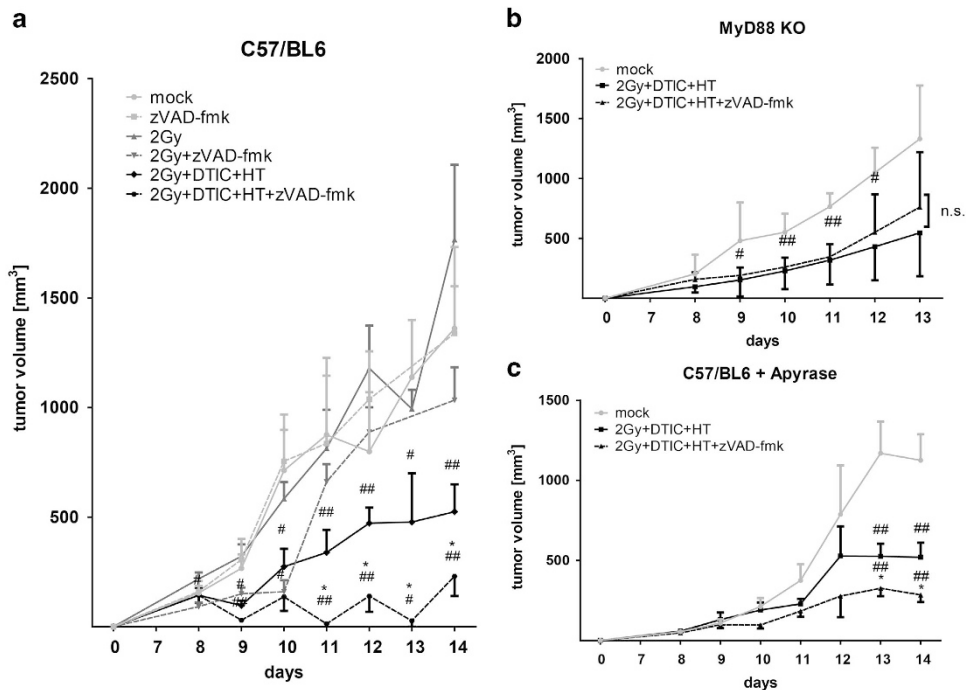 a
C57/BL6
mock
zVAD-fmk
2Gy
2Gy+zVAD-fmk
2Gy+DTIC+HT
2Gy+DTIC+HT+zVAD-fmk
tumor volume [mm³]
2500
2000
1500
1000
500
0
# ## ## # ##
# # # * * * *
## ## # ##
0 7 8 9 10 11 12 13 14
days
b
MyD88 KO
mock
2Gy+DTIC+HT
2Gy+DTIC+HT+zVAD-fmk
tumor volume [mm³]
2000
1500
1000
500
# ## ## #
n.s.
0 7 8 9 10 11 12 13
days
c
C57/BL6 + Apyrase
mock
2Gy+DTIC+HT
2Gy+DTIC+HT+zVAD-fmk
tumor volume [mm³]
1500
1000
500
## ##
## ##
* *
0 7 8 9 10 11 12 13 14
days